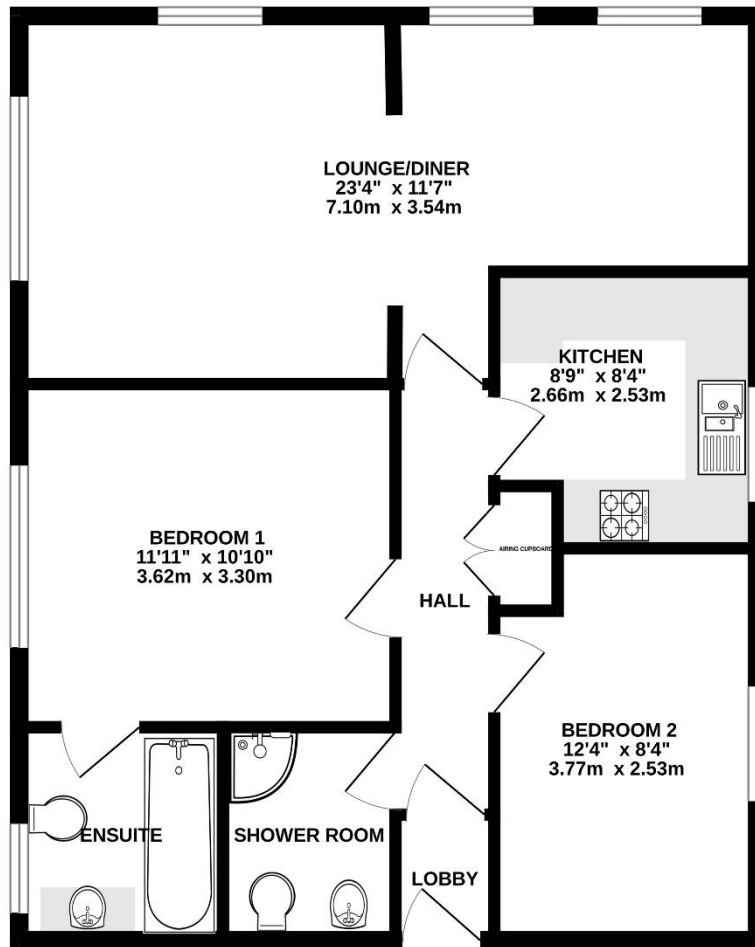 LOUNGE/DINER
23'4" x 11'7"
7.10m x 3.54m
KITCHEN
8'9" x 8'4"
2.66m x 2.53m
BEDROOM 1
11'11" x 10'10"
3.62m x 3.30m
AIRING CUPBOARD
HALL
BEDROOM 2
12'4" x 8'4"
3.77m x 2.53m
ENSUITE
SHOWER ROOM
LOBBY